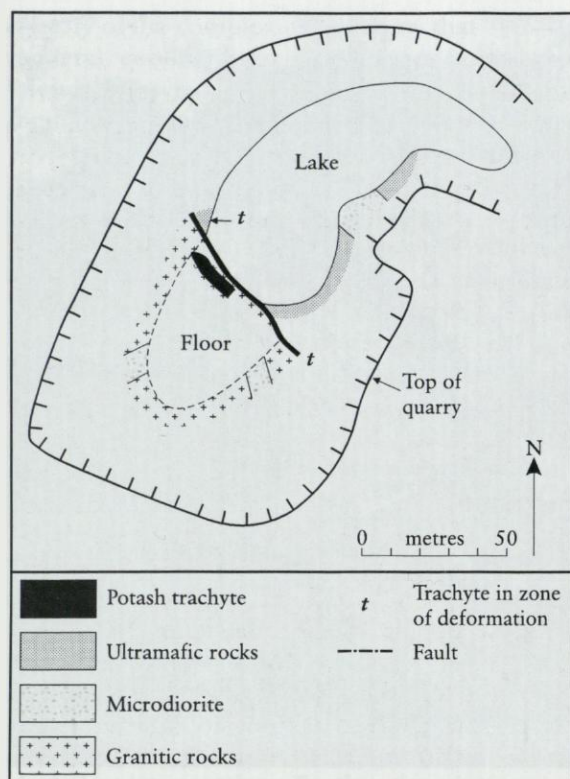 Lake
t
Floor
t
Top of
quarry
N
0 metres 50
Potash trachyte
Ultramafic rocks
Microdiorite
Granitic rocks
t Trachyte in zone
of deformation
Fault